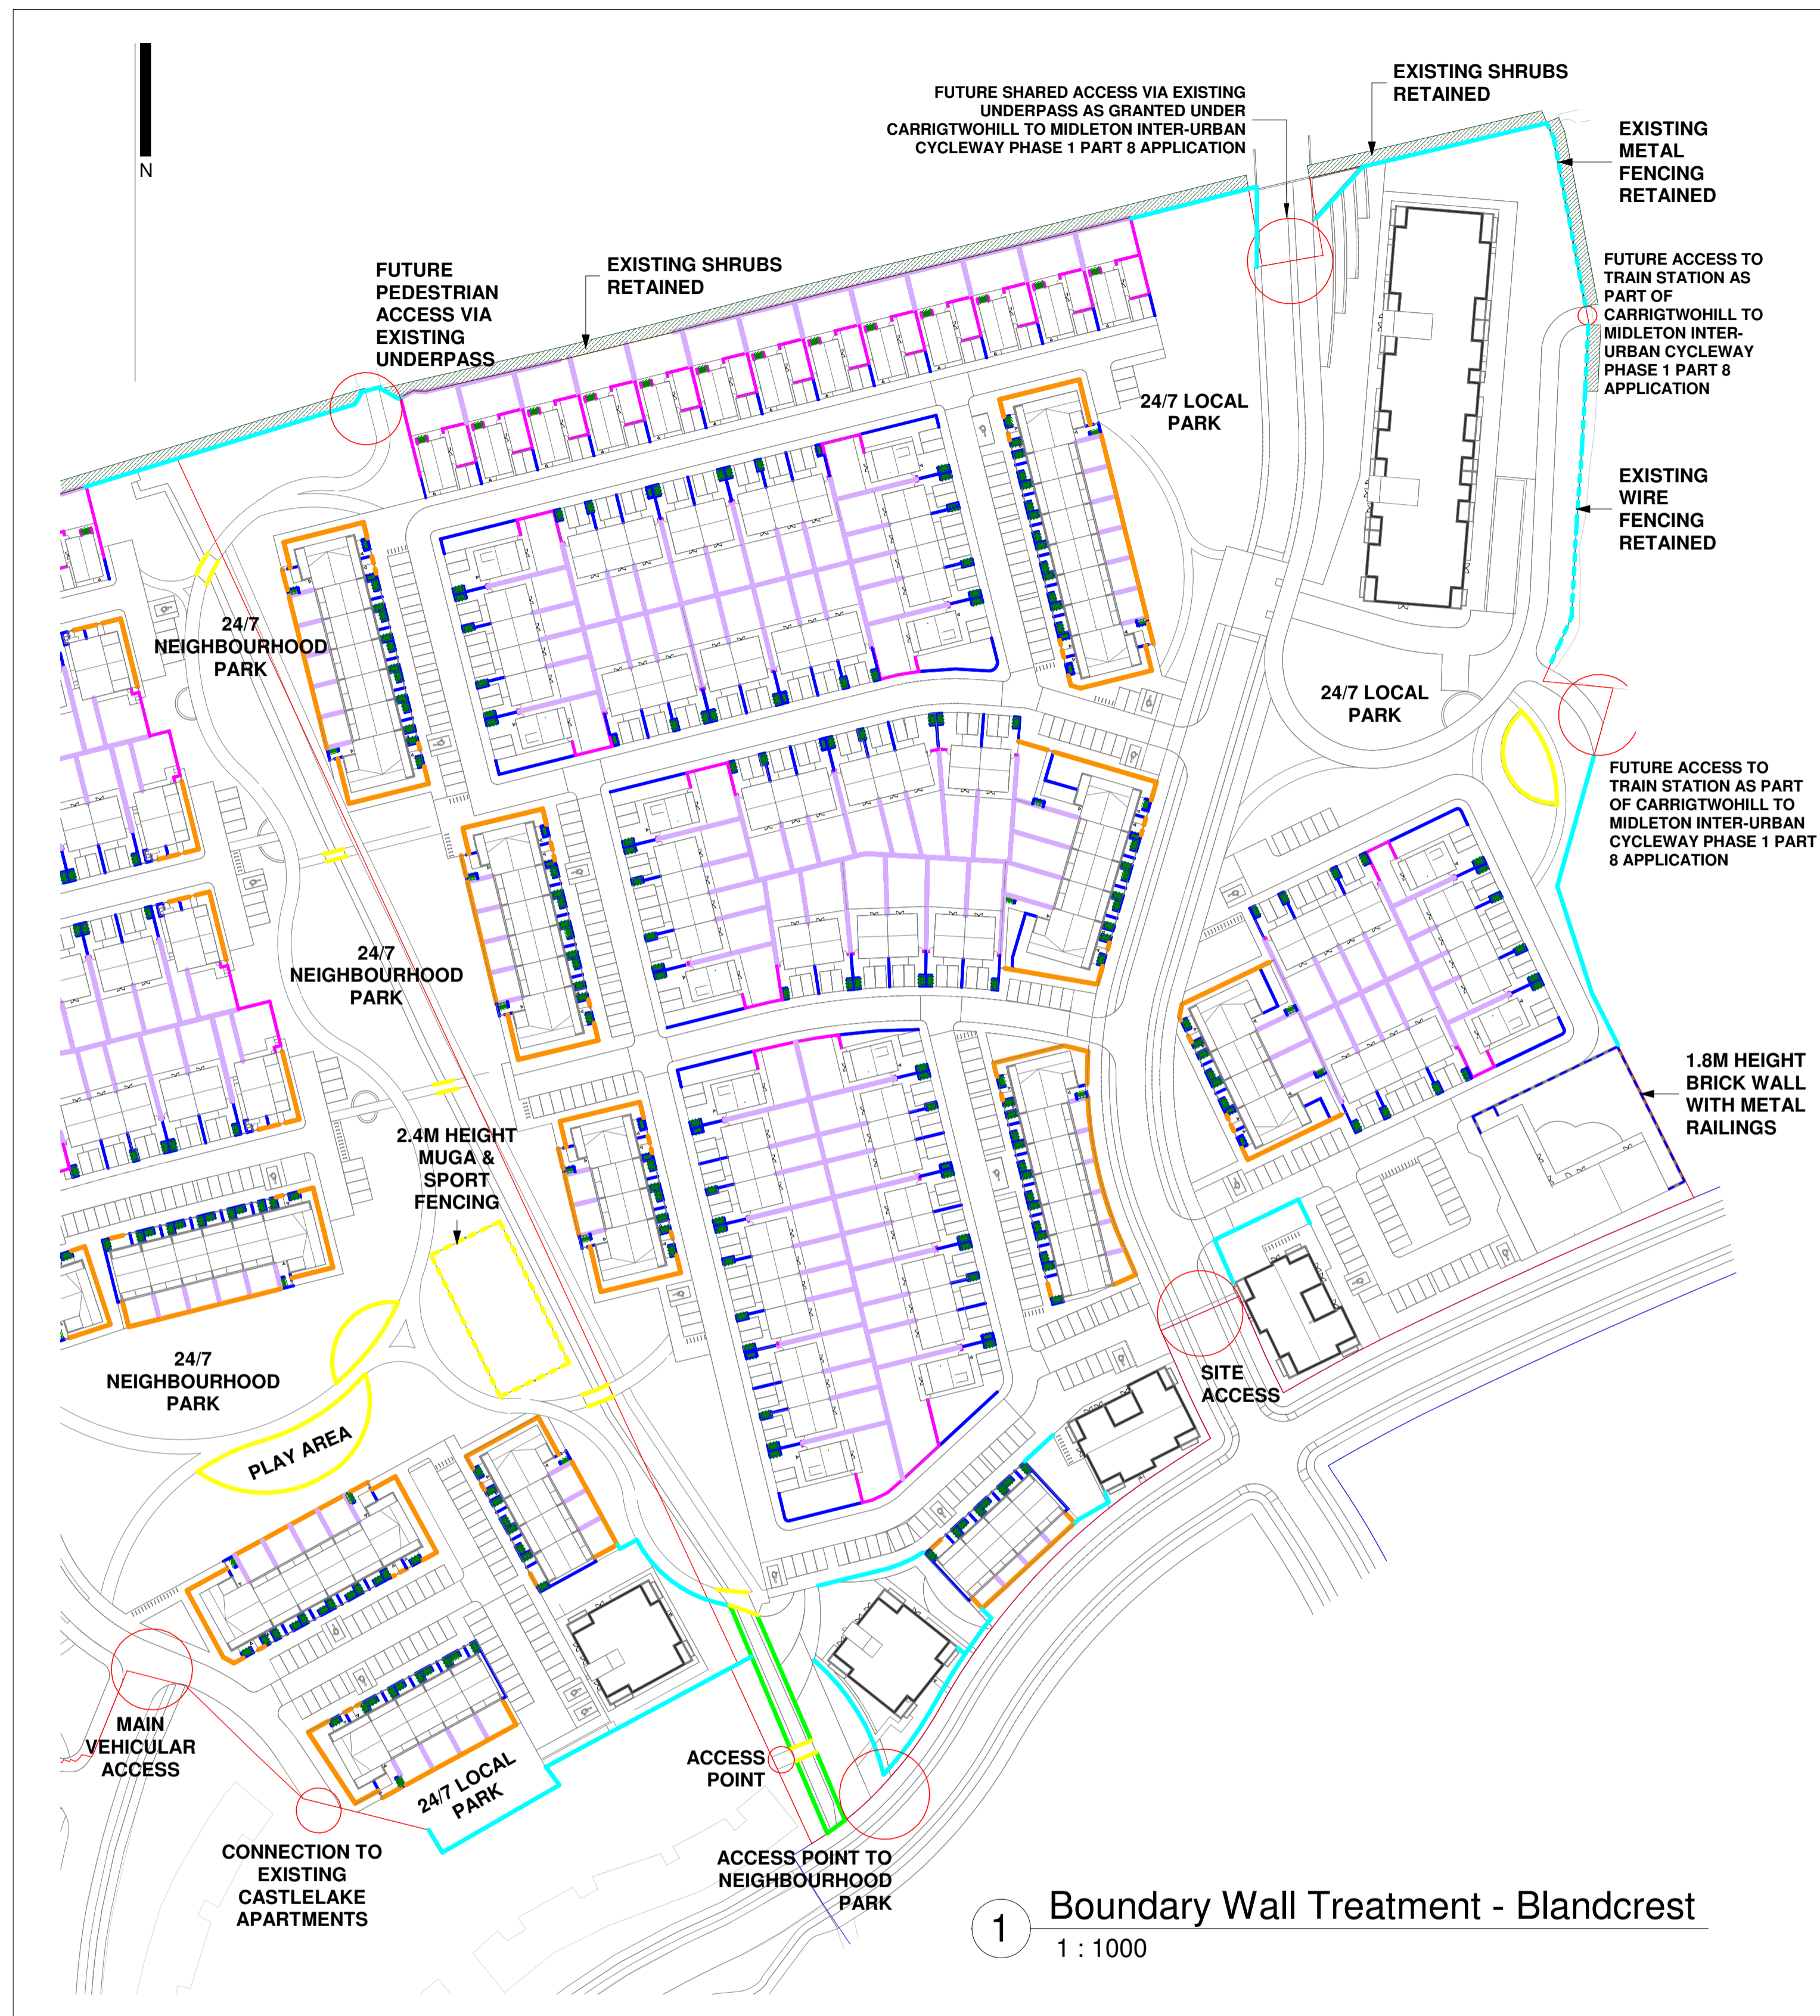 N
FUTURE SHARED ACCESS VIA EXISTING
UNDERPASS AS GRANTED UNDER
CARRIGTWOHILL TO MIDLETON INTER-URBAN
CYCLEWAY PHASE 1 PART 8 APPLICATION
EXISTING SHRUBS
RETAINED
EXISTING
METAL
FENCING
RETAINED
FUTURE
PEDESTRIAN
ACCESS VIA
EXISTING
UNDERPASS
EXISTING SHRUBS
RETAINED
FUTURE ACCESS TO
TRAIN STATION AS
PART OF
CARRIGTWOHILL TO
MIDLETON INTER-
URBAN CYCLEWAY
PHASE 1 PART 8
APPLICATION
24/7 LOCAL
PARK
EXISTING
WIRE
FENCING
RETAINED
24/7
NEIGHBOURHOOD
PARK
24/7 LOCAL
PARK
FUTURE ACCESS TO
TRAIN STATION AS PART
OF CARRIGTWOHILL TO
MIDLETON INTER-URBAN
CYCLEWAY PHASE 1 PART
8 APPLICATION
24/7
NEIGHBOURHOOD
PARK
1.8M HEIGHT
BRICK WALL
WITH METAL
RAILINGS
2.4M HEIGHT
MUGA &
SPORT
FENCING
24/7
NEIGHBOURHOOD
PARK
SITE
ACCESS
PLAY AREA
MAIN
VEHICULAR
ACCESS
24/7 LOCAL
PARK
ACCESS
POINT
CONNECTION TO
EXISTING
CASTLELAKE
APARTMENTS
ACCESS POINT TO
NEIGHBOURHOOD
PARK
1
Boundary Wall Treatment - Blandcrest
1 : 1000